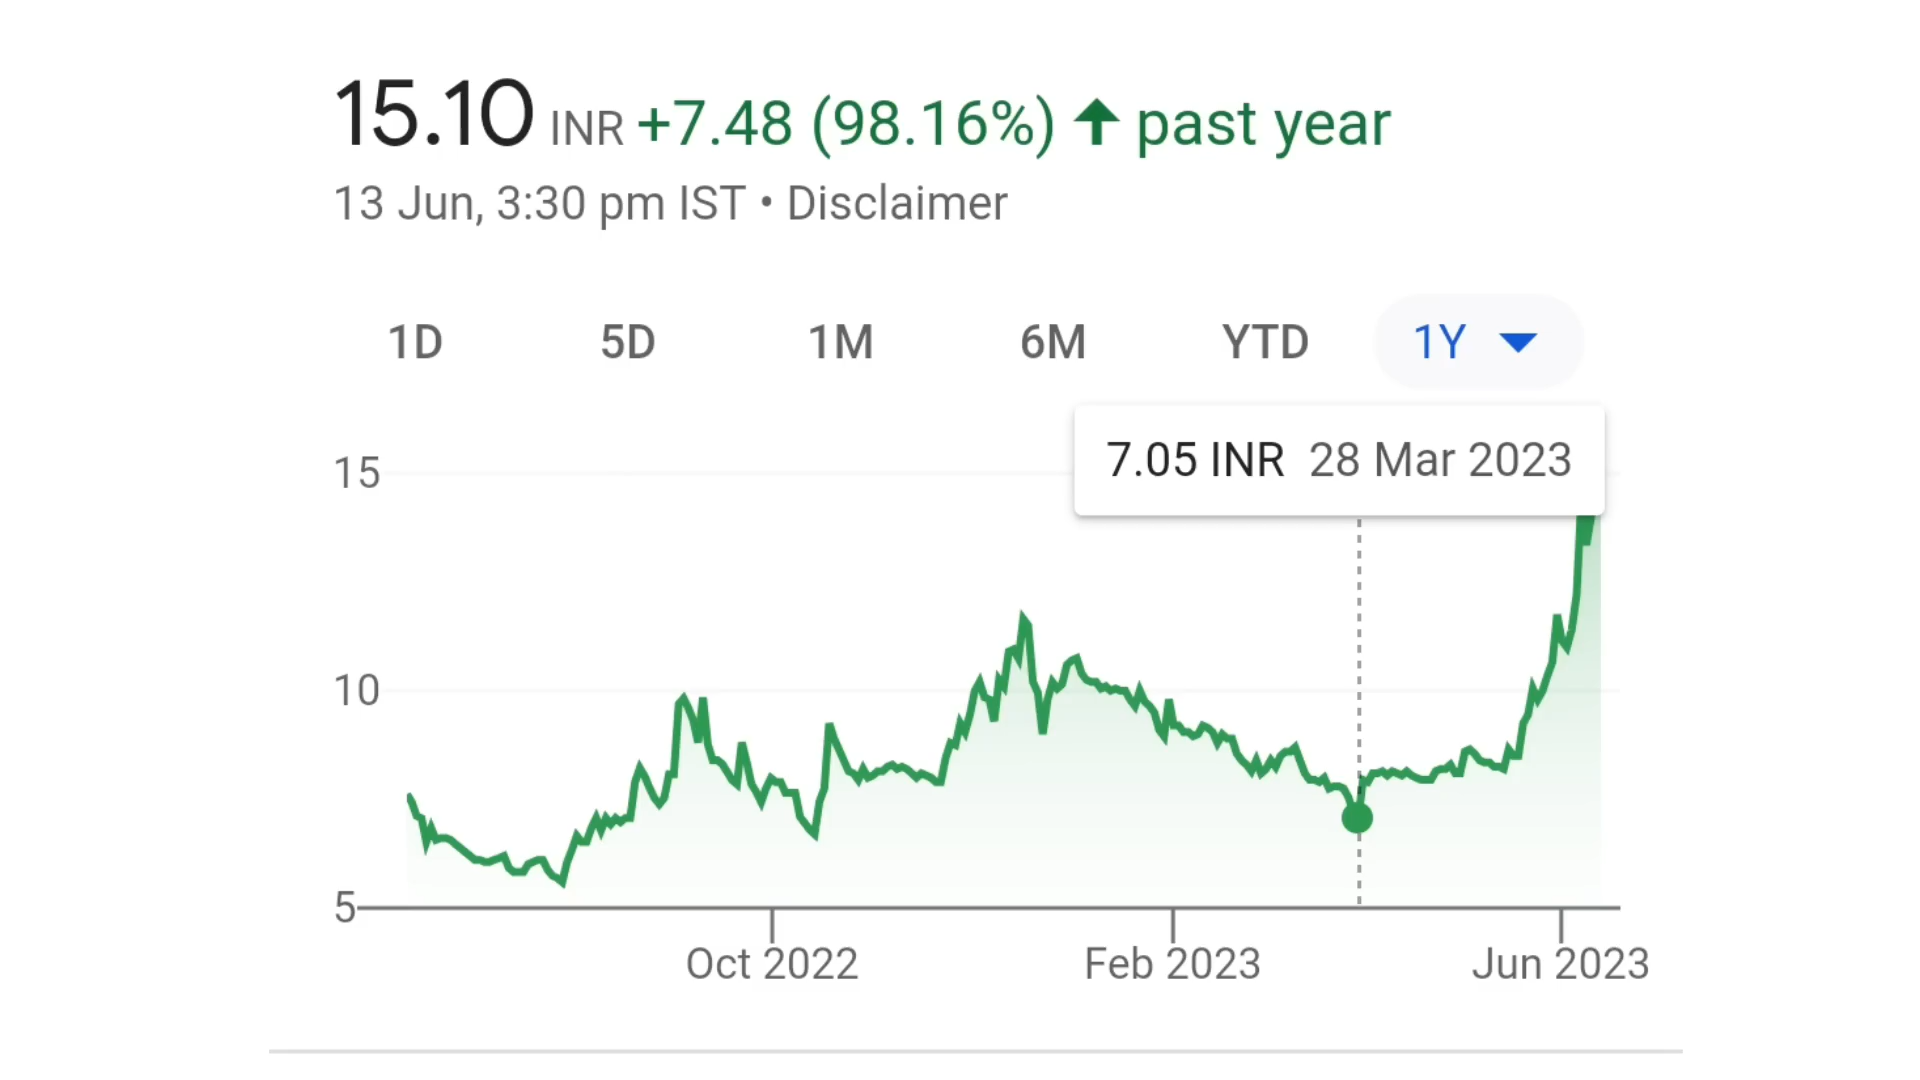 15.10 INR +7.48 (98.16%) ↑ past year
13 Jun, 3:30 pm IST • Disclaimer
1D 5D 1M 6M YTD 1Y
7.05 INR 28 Mar 2023
15
10
5
Oct 2022 Feb 2023 Jun 2023